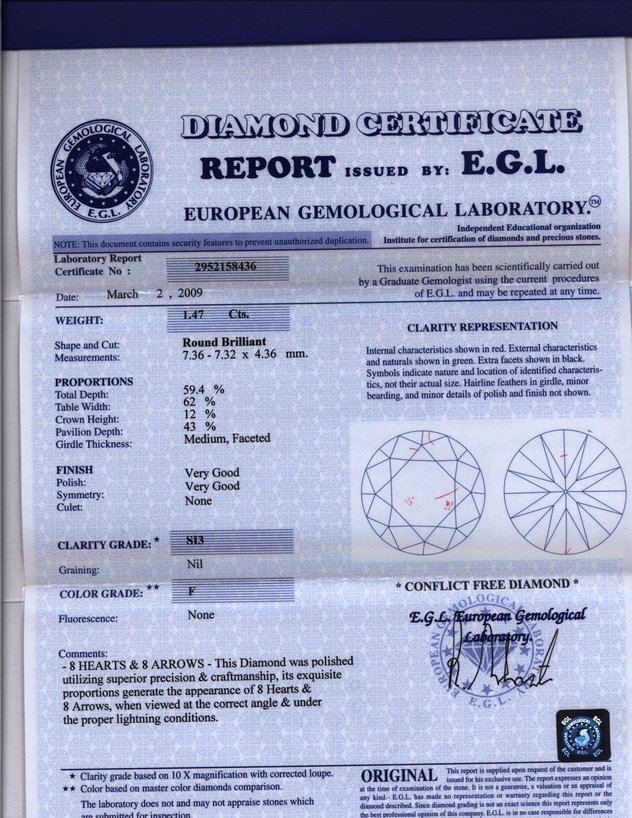 EUROPEAN GEMOLOGICAL LABORATORY
E.G.L.
DIAMOND CERTIFICATE
REPORT ISSUED BY: E.G.L.
EUROPEAN GEMOLOGICAL LABORATORY.™
Independent Educational organization
NOTE: This document contains security features to prevent unauthorized duplication.
Institute for certification of diamonds and precious stones.
Laboratory Report
Certificate No : 2952158436
This examination has been scientifically carried out
by a Graduate Gemologist using the current procedures
of E.G.L. and may be repeated at any time.
Date: March 2 , 2009
WEIGHT: 1.47 Cts.
Shape and Cut: Round Brilliant
Measurements: 7.36 - 7.32 x 4.36 mm.
PROPORTIONS
Total Depth: 59.4 %
Table Width: 62 %
Crown Height: 12 %
Pavilion Depth: 43 %
Girdle Thickness: Medium, Faceted
FINISH
Polish: Very Good
Symmetry: Very Good
Culet: None
CLARITY GRADE: * SI3
Graining: Nil
COLOR GRADE: ** F
Fluorescence: None
Comments:
- 8 HEARTS & 8 ARROWS - This Diamond was polished
utilizing superior precision & craftmanship, its exquisite
proportions generate the appearance of 8 Hearts &
8 Arrows, when viewed at the correct angle & under
the proper lightning conditions.
CLARITY REPRESENTATION
Internal characteristics shown in red. External characteristics
and naturals shown in green. Extra facets shown in black.
Symbols indicate nature and location of identified characteris-
tics, not their actual size. Hairline feathers in girdle, minor
bearding, and minor details of polish and finish not shown.
* CONFLICT FREE DIAMOND *
E.G.L. European Gemological
Laboratory.
EUROPEAN GEMOLOGICAL LABORATORY
E.G.L.
EGL
★ Clarity grade based on 10 X magnification with corrected loupe.
★★ Color based on master color diamonds comparison.
The laboratory does not and may not appraise stones which
are submitted for inspection.
ORIGINAL This report is supplied upon request of the customer and is
issued for his exclusive use. The report expresses an opinion
at the time of examination of the stone. It is not a guarantee, a valuation or an appraisal of
any kind.- E.G.L. has made no representation or warranty regarding this report or the
diamond described. Since diamond grading is not an exact science this report represents only
the best professional opinion of this company. E.G.L. is in no case responsible for differences